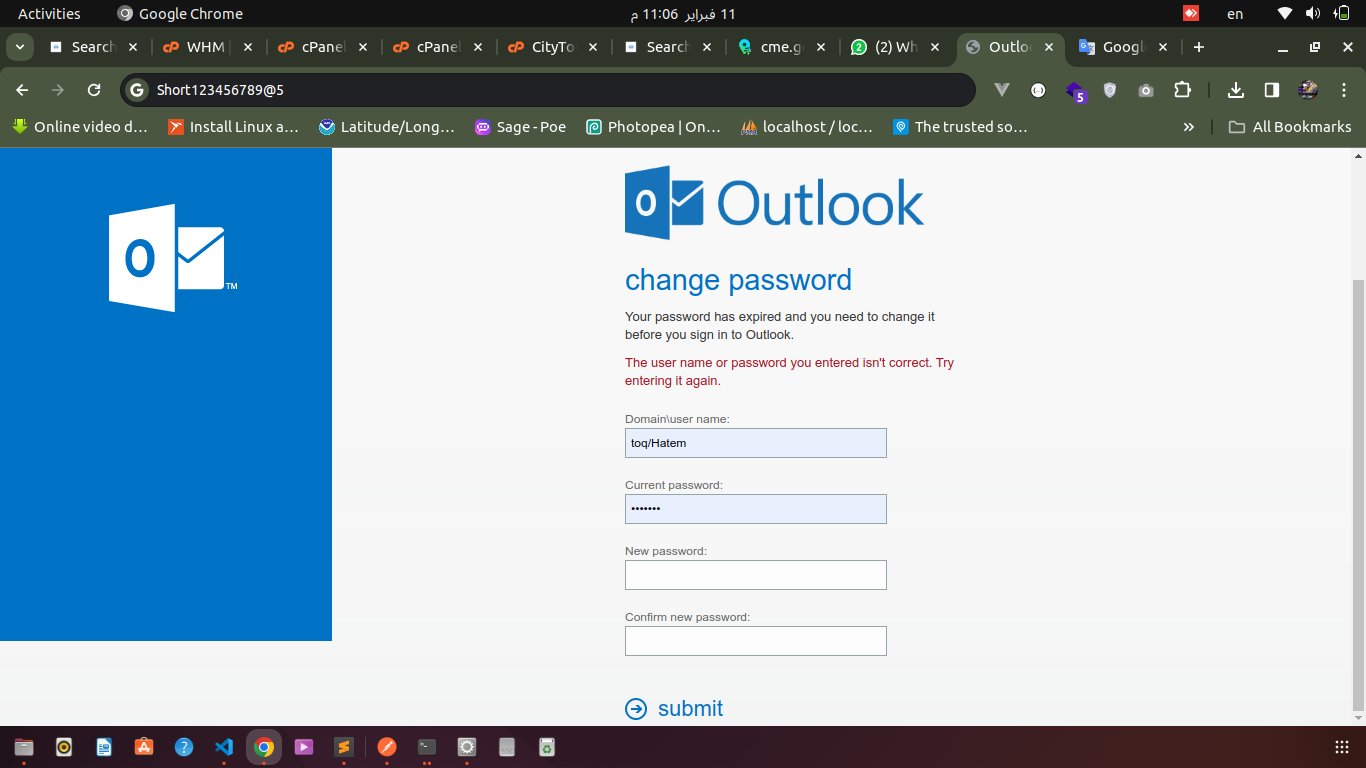 Activities
Google Chrome
11 فبراير 11:06 م
en
Search
WHM
cPanel
cPanel
CityTo
Search
cme.g
(2) Wh
Outlo
Google
Short123456789@5
5
Online video d...
Install Linux a...
Latitude/Long...
Sage - Poe
Photopea | On...
localhost / loc...
The trusted so...
»
All Bookmarks
Outlook
TM
change password
Your password has expired and you need to change it
before you sign in to Outlook.
The user name or password you entered isn't correct. Try
entering it again.
Domain\user name:
toq/Hatem
Current password:
•••••••
New password:
Confirm new password:
submit